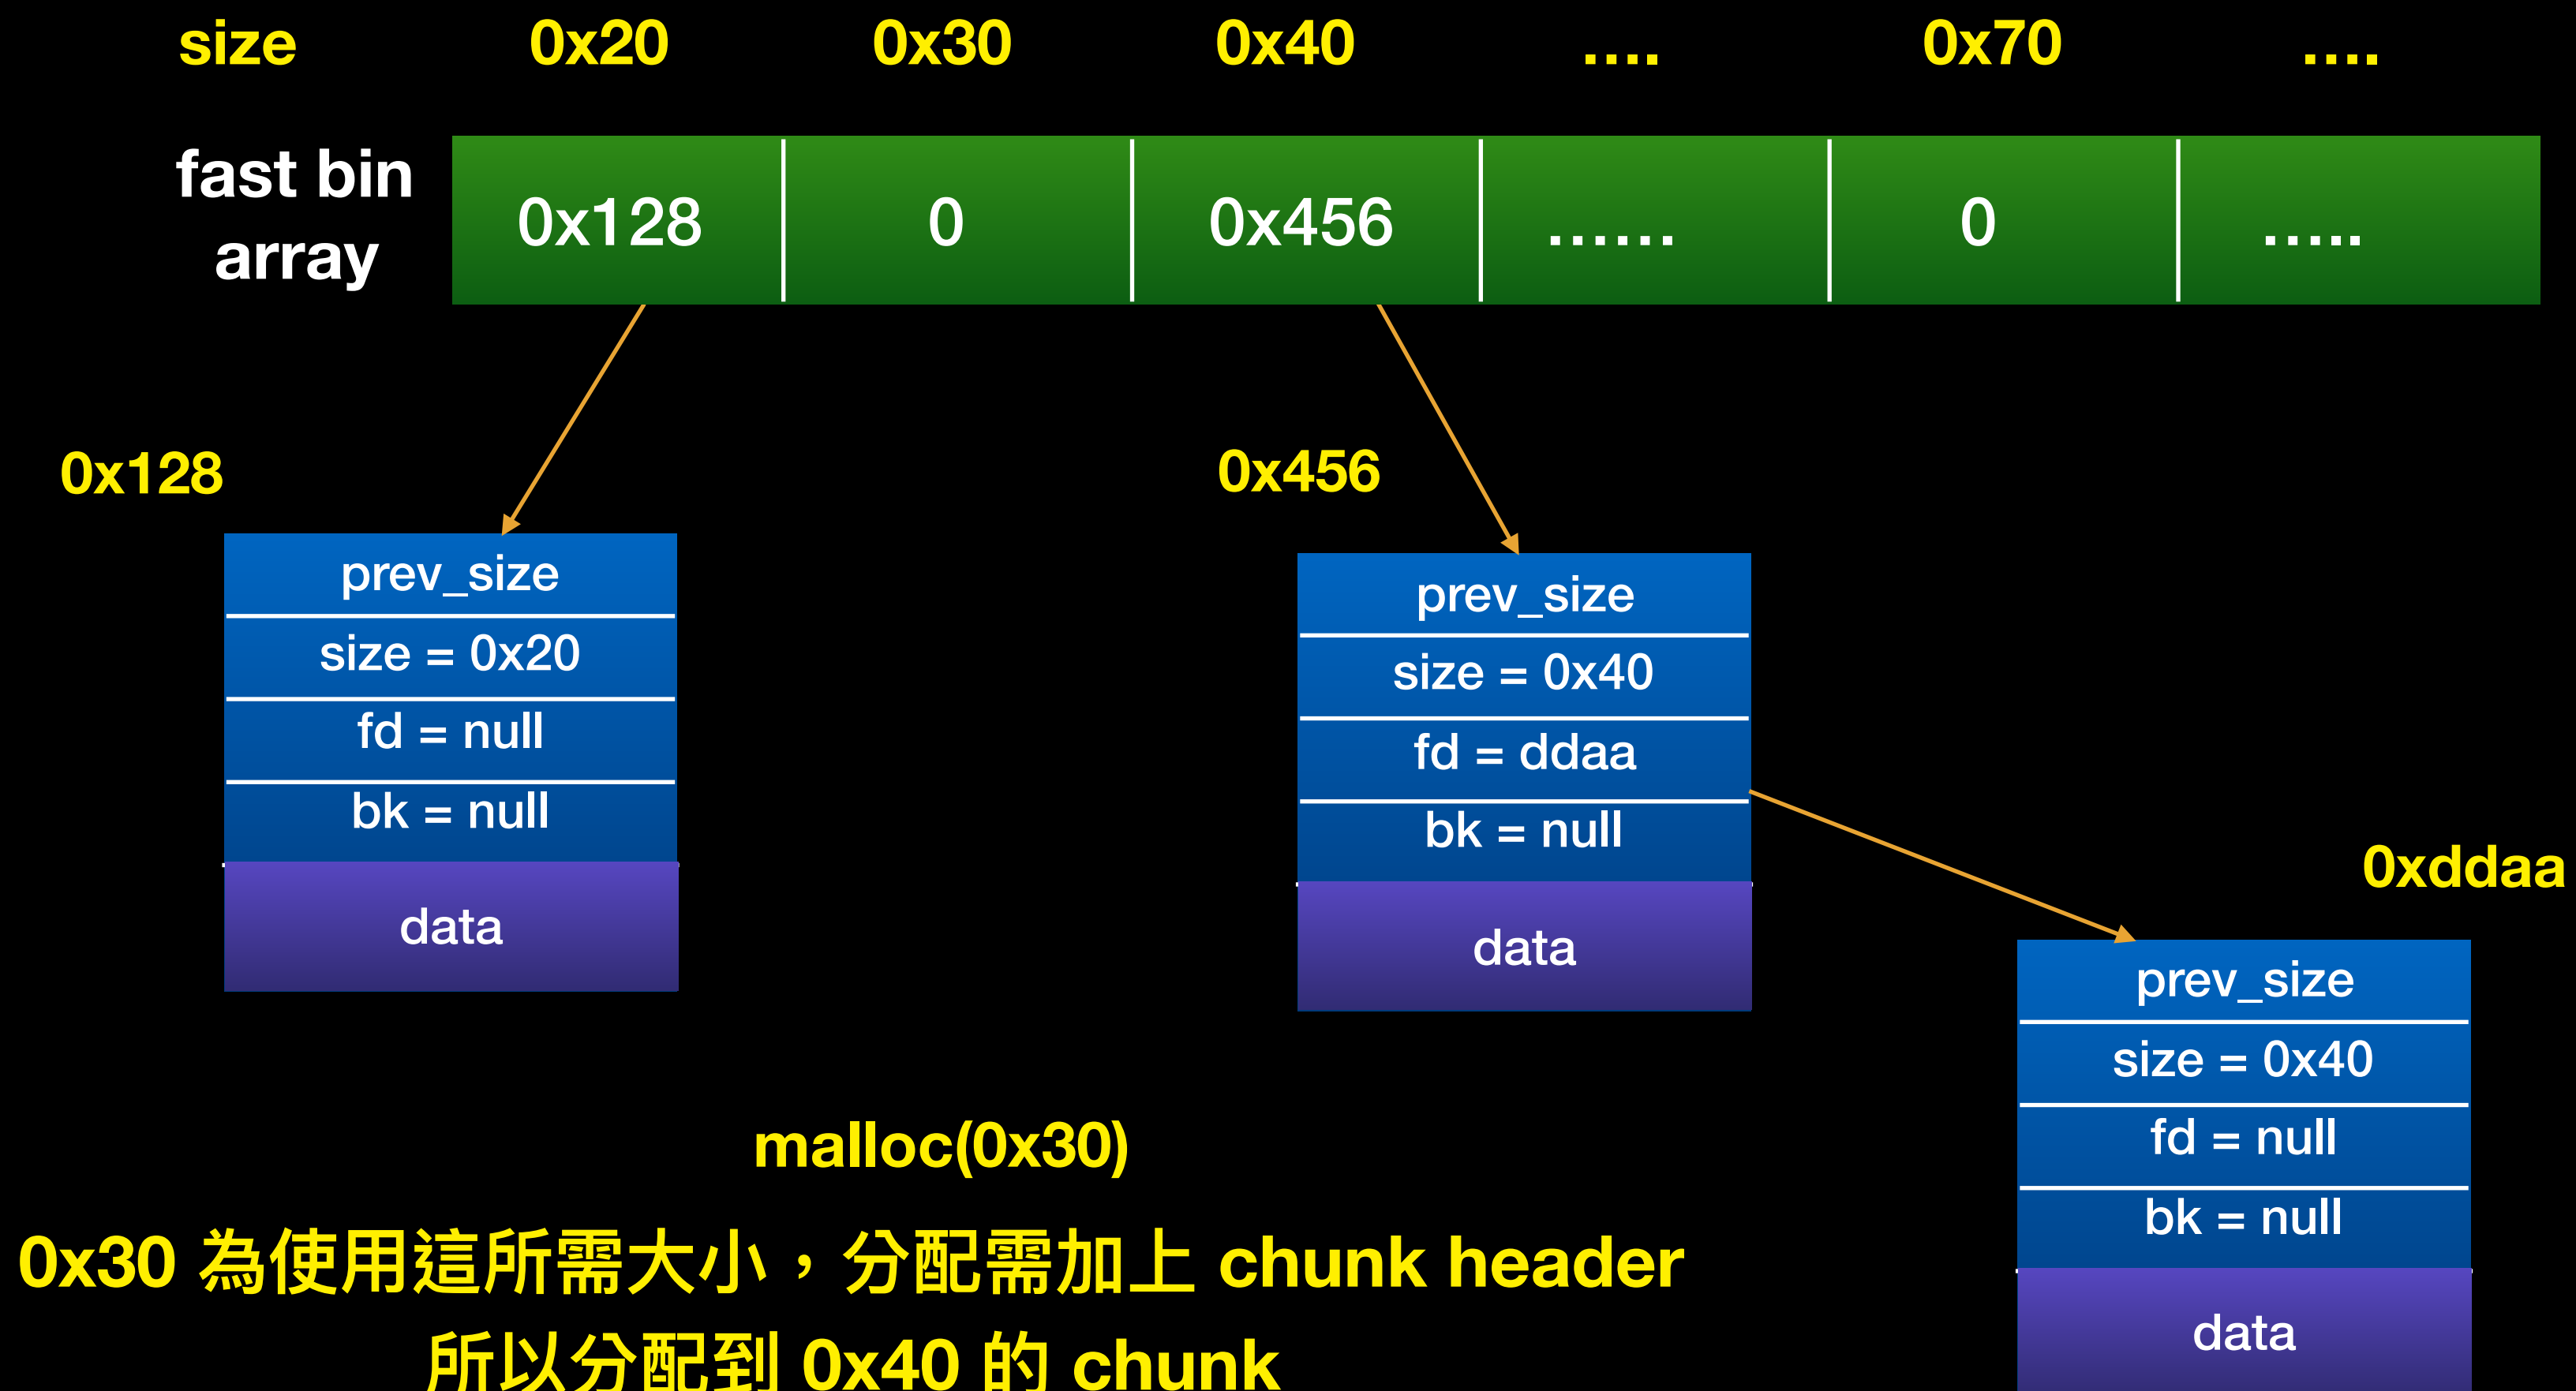 size 0x20 0x30 0x40 .... 0x70 ....
fast bin
array
0x128 0 0x456 ...... 0 .....
0x128
prev_size
size = 0x20
fd = null
bk = null
data
0x456
prev_size
size = 0x40
fd = ddaa
bk = null
data
0xddaa
prev_size
size = 0x40
fd = null
bk = null
data
malloc(0x30)
0x30 為使用這所需大小，分配需加上 chunk header
所以分配到 0x40 的 chunk